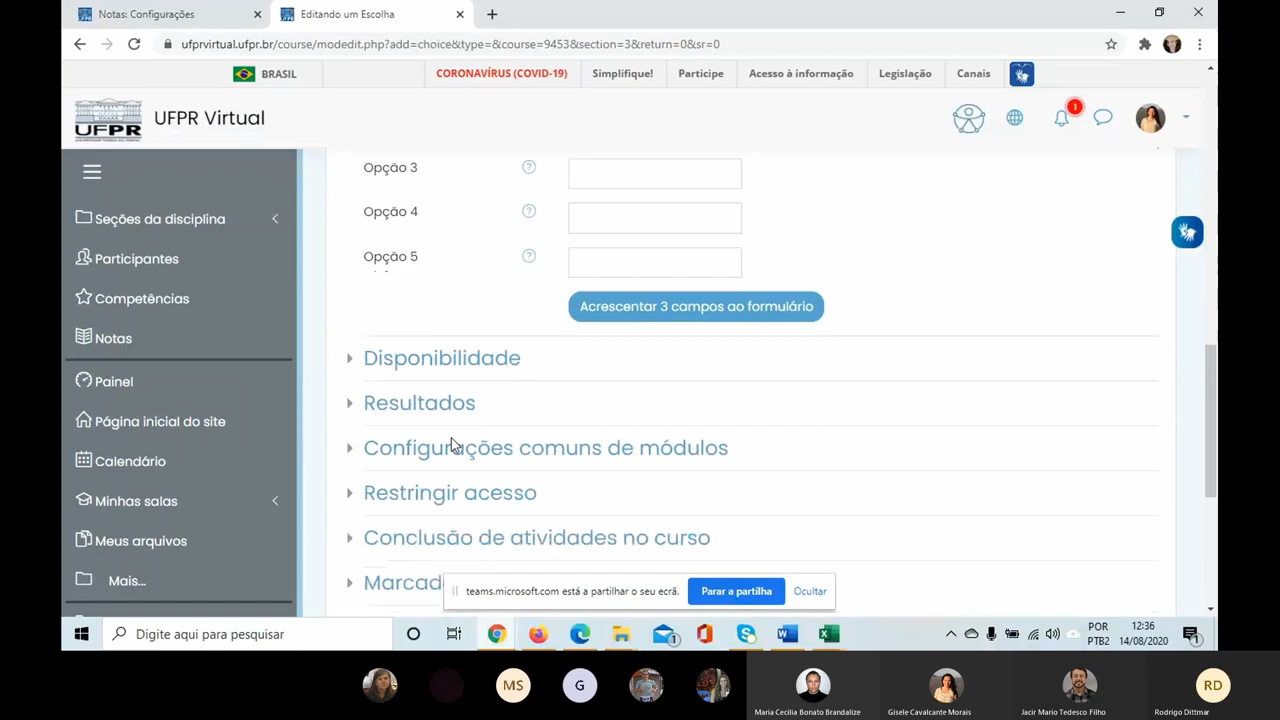 Notas: Configurações
Editando um Escolha
ufprvirtual.ufpr.br/course/modedit.php?add=choice&type=&course=9453&section=3&return=0&sr=0
BRASIL
CORONAVÍRUS (COVID-19)
Simplifique!
Participe
Acesso à informação
Legislação
Canais
UFPR
UFPR Virtual
1
Seções da disciplina
Participantes
Competências
Notas
Painel
Página inicial do site
Calendário
Minhas salas
Meus arquivos
Mais...
Opção 3
Opção 4
Opção 5
Acrescentar 3 campos ao formulário
Disponibilidade
Resultados
Configurações comuns de módulos
Restringir acesso
Conclusão de atividades no curso
Marcad
teams.microsoft.com está a partilhar o seu ecrã.
Parar a partilha
Ocultar
Digite aqui para pesquisar
POR
PTB2
12:36
14/08/2020
MS
G
RD
Maria Cecilia Bonato Brandalize
Gisele Cavalcante Morais
Jacir Mario Tedesco Filho
Rodrigo Dittmar